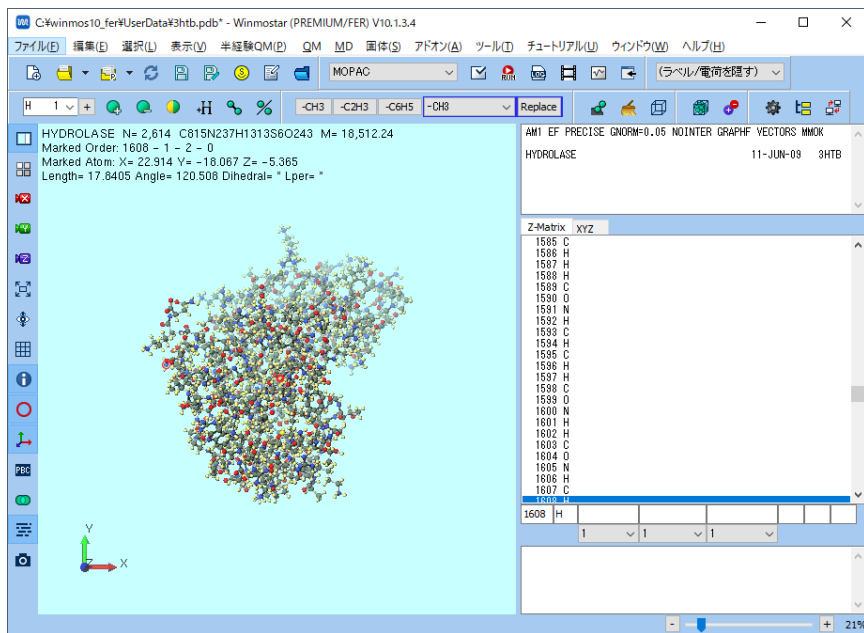 C:¥winmos10_fer¥UserData¥3htb.pdb* - Winmostar (PREMIUM/FER) V10.1.3.4
ファイル(F) 編集(E) 選択(L) 表示(V) 半経験QM(P) QM MD 固体(S) アドオン(A) ツール(T) チュートリアル(U) ウィンドウ(W) ヘルプ(H)
MOPAC (ラベル/電荷を隠す)
H 1 + +H -CH3 -C2H3 -C6H5 -CH3 Replace
HYDROLASE N= 2,614 C815N237H1313S6O243 M= 18,512.24
Marked Order: 1608 - 1 - 2 - 0
Marked Atom: X= 22.914 Y= -18.067 Z= -5.365
Length= 17.8405 Angle= 120.508 Dihedral= * Lper= *
X
Y
Z
PBC
Y
Z X
AM1 EF PRECISE GNORM=0.05 NOINTER GRAPHF VECTORS MMOK
HYDROLASE 11-JUN-09 3HTB
Z-Matrix XYZ
1585 C
1586 H
1587 H
1588 H
1589 C
1590 O
1591 N
1592 H
1593 C
1594 H
1595 C
1596 H
1597 H
1598 C
1599 O
1600 N
1601 H
1602 H
1603 C
1604 O
1605 N
1606 H
1607 C
1608 H
1608 H
1 1 1
- + 21%